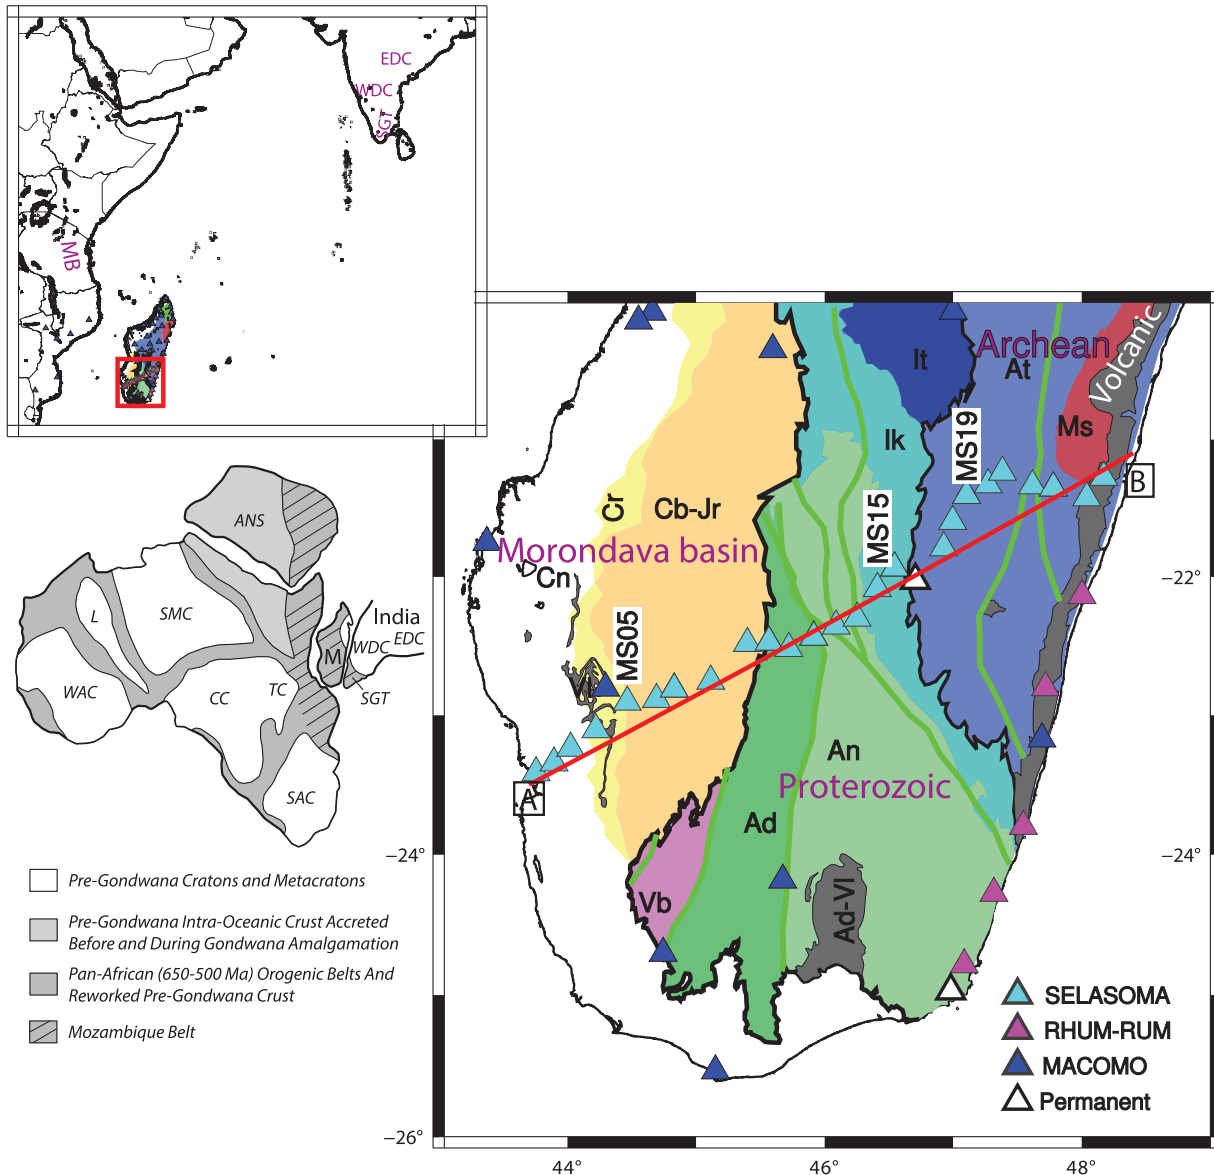 EDC
WDC
SGT
MB
Archean
It
At
Volcanic
Ms
MS19
Ik
Cr
Cb-Jr
MS15
B
Morondava basin
Cn
−22°
−22°
MS05
Vl
An
Proterozoic
A
Ad
−24°
−24°
Vb
Ad-Vl
SELASOMA
RHUM-RUM
MACOMO
Permanent
−26°
44°
46°
48°
ANS
L
SMC
India
M
WDC
EDC
WAC
CC
TC
SGT
SAC
Pre-Gondwana Cratons and Metacratons
Pre-Gondwana Intra-Oceanic Crust Accreted
Before and During Gondwana Amalgamation
Pan-African (650-500 Ma) Orogenic Belts And
Reworked Pre-Gondwana Crust
Mozambique Belt